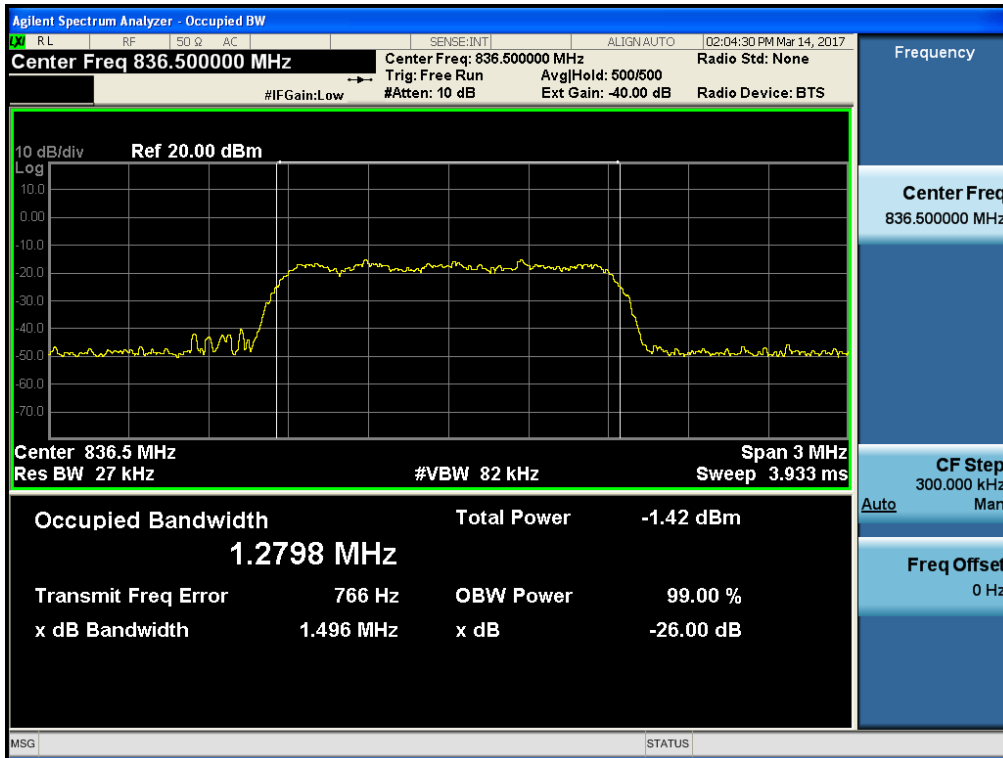 Agilent Spectrum Analyzer - Occupied BW
LXI RL RF 50 Ω AC SENSE:INT ALIGN AUTO 02:04:30 PM Mar 14, 2017
Center Freq 836.500000 MHz
Center Freq: 836.500000 MHz Radio Std: None
Trig: Free Run Avg|Hold: 500/500
#IFGain:Low #Atten: 10 dB Ext Gain: -40.00 dB Radio Device: BTS
10 dB/div Ref 20.00 dBm
Log
10.0
0.00
-10.0
-20.0
-30.0
-40.0
-50.0
-60.0
-70.0
Center 836.5 MHz Span 3 MHz
Res BW 27 kHz #VBW 82 kHz Sweep 3.933 ms
Occupied Bandwidth Total Power -1.42 dBm
1.2798 MHz
Transmit Freq Error 766 Hz OBW Power 99.00 %
x dB Bandwidth 1.496 MHz x dB -26.00 dB
MSG STATUS
Frequency
Center Freq
836.500000 MHz
CF Step
300.000 kHz
Auto Man
Freq Offset
0 Hz